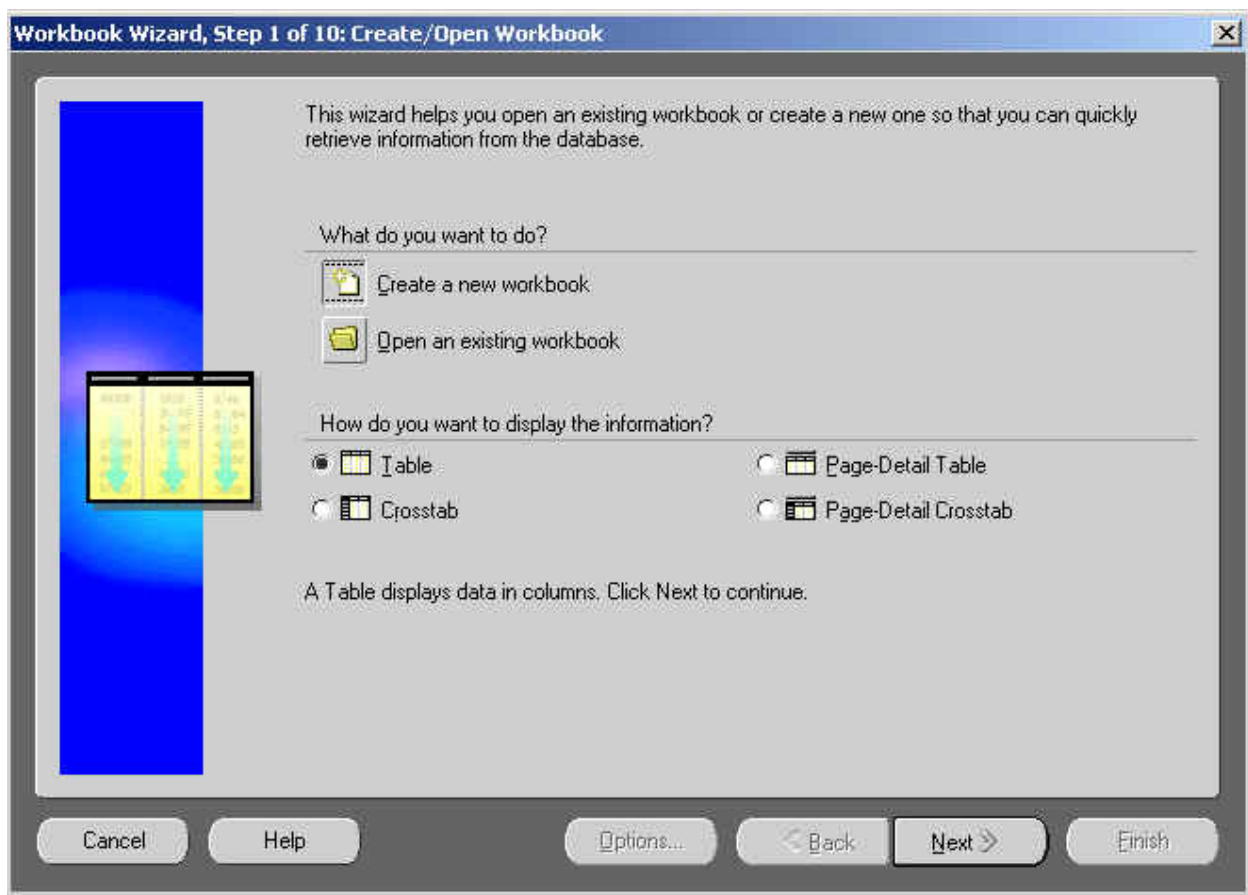 Workbook Wizard, Step 1 of 10: Create/Open Workbook
This wizard helps you open an existing workbook or create a new one so that you can quickly
retrieve information from the database.
What do you want to do?
Create a new workbook
Open an existing workbook
How do you want to display the information?
Table
Page-Detail Table
Crosstab
Page-Detail Crosstab
A Table displays data in columns. Click Next to continue.
Cancel
Help
Options...
Back
Next
Finish